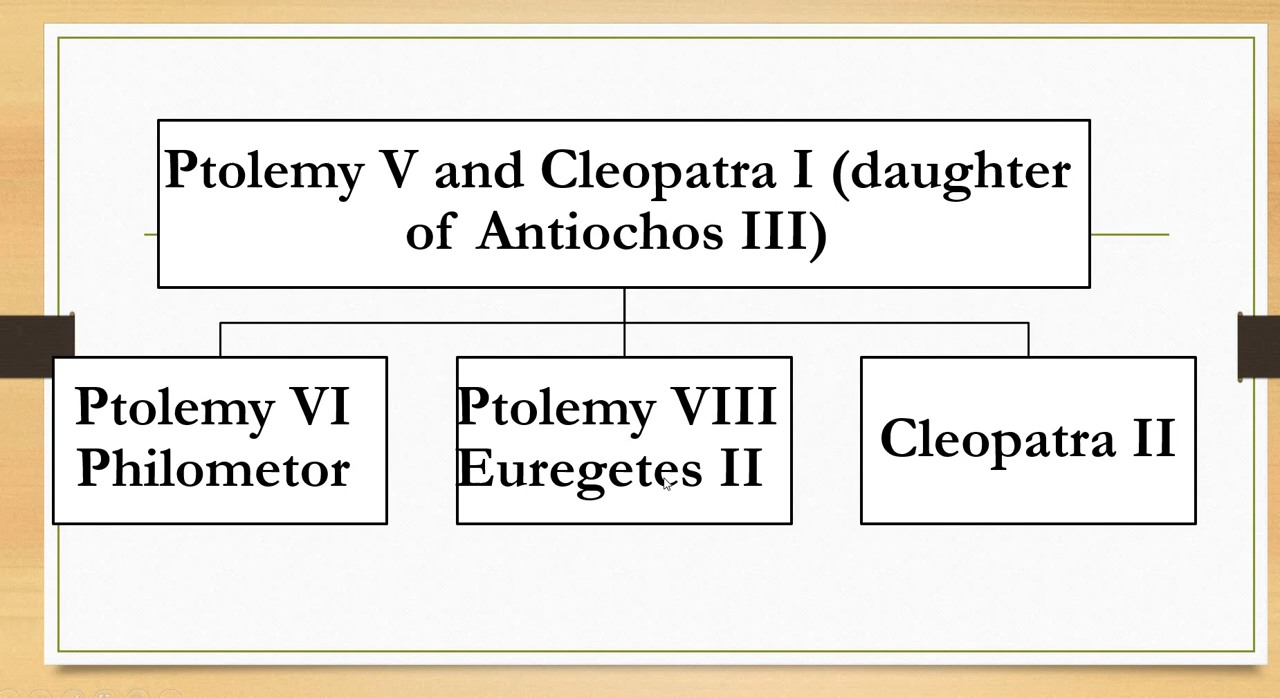 Ptolemy V and Cleopatra I (daughter
of Antiochos III)
Ptolemy VI
Philometor
Ptolemy VIII
Euregetes II
Cleopatra II